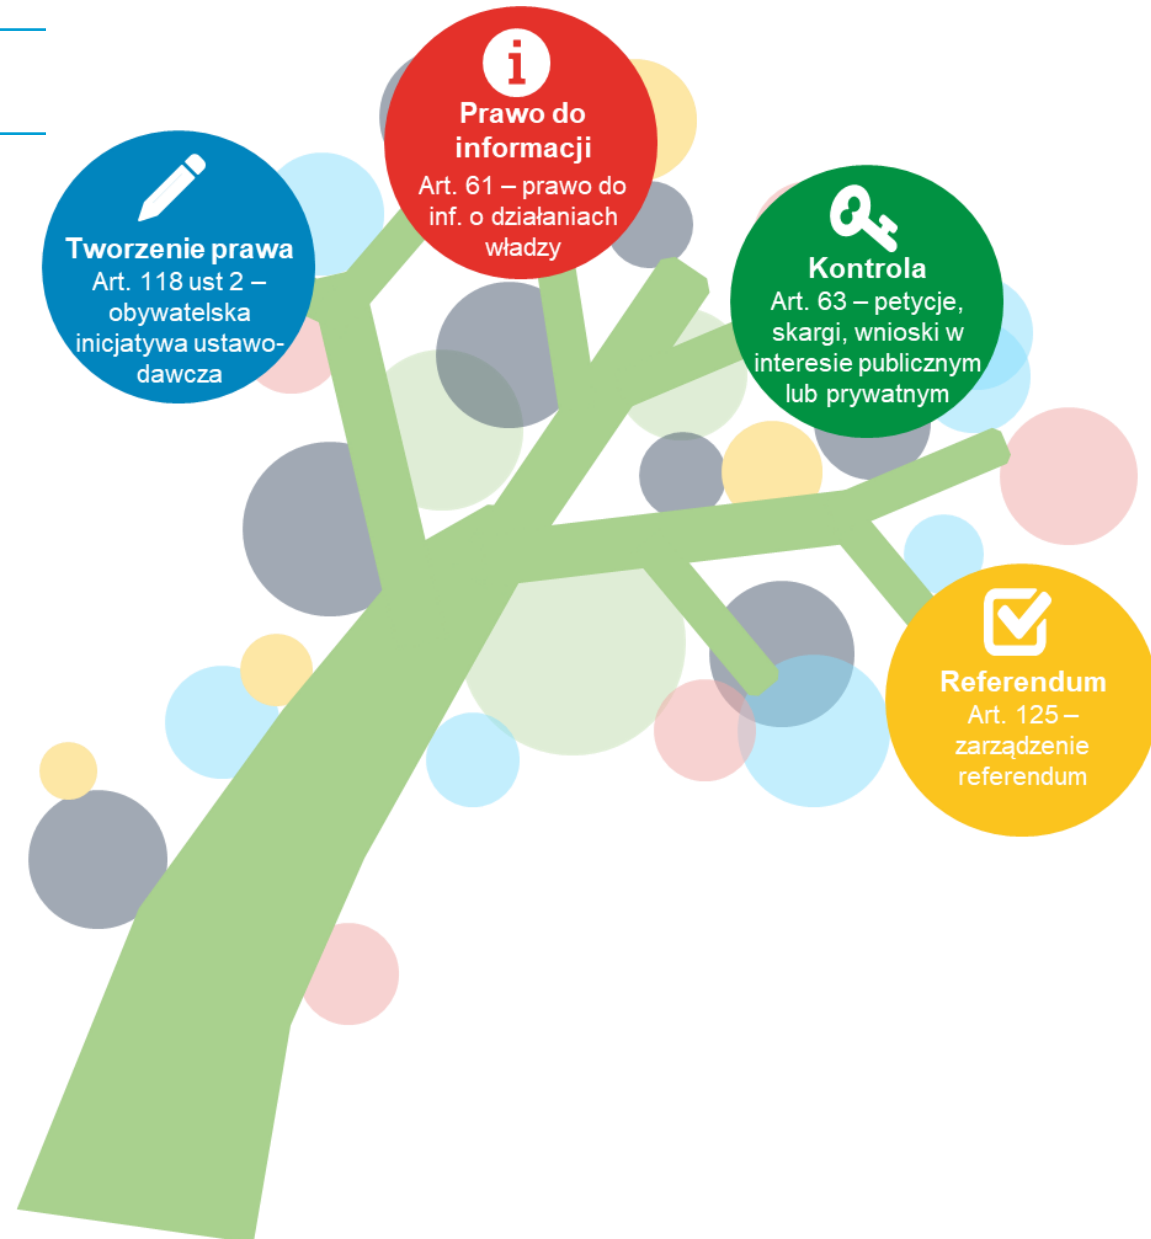 Prawo do
informacji
Art. 61 – prawo do
inf. o działaniach
władzy
Tworzenie prawa
Art. 118 ust 2 –
obywatelska
inicjatywa ustawo-
dawcza
Kontrola
Art. 63 – petycje,
skargi, wnioski w
interesie publicznym
lub prywatnym
Referendum
Art. 125 –
zarządzenie
referendum